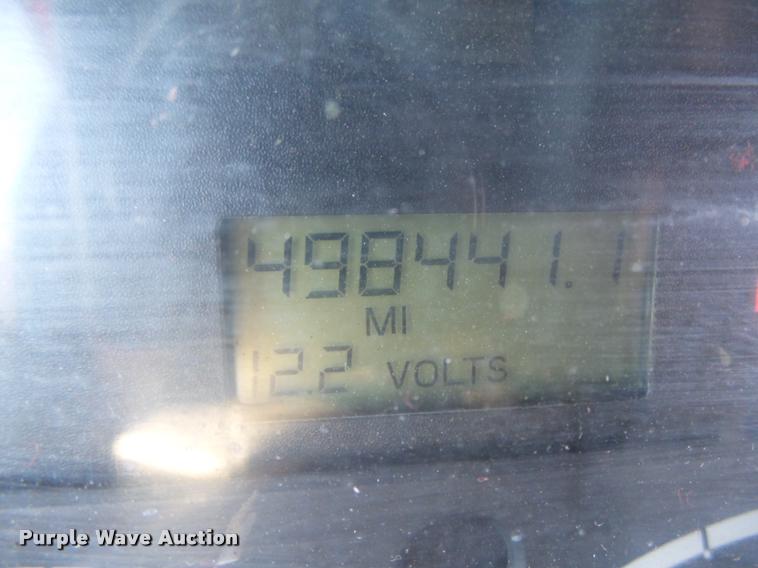 498441.1
MI
12.2 VOLTS
Purple Wave Auction